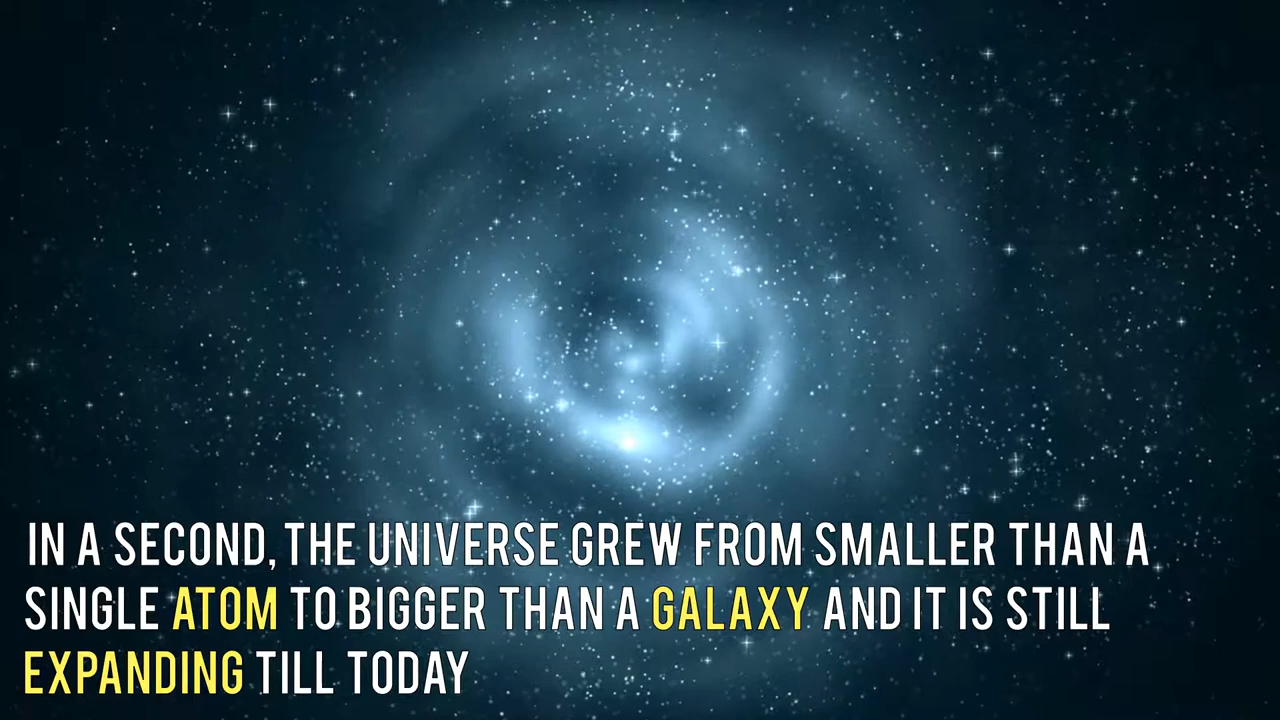 IN A SECOND, THE UNIVERSE GREW FROM SMALLER THAN A
SINGLE ATOM TO BIGGER THAN A GALAXY AND IT IS STILL
EXPANDING TILL TODAY